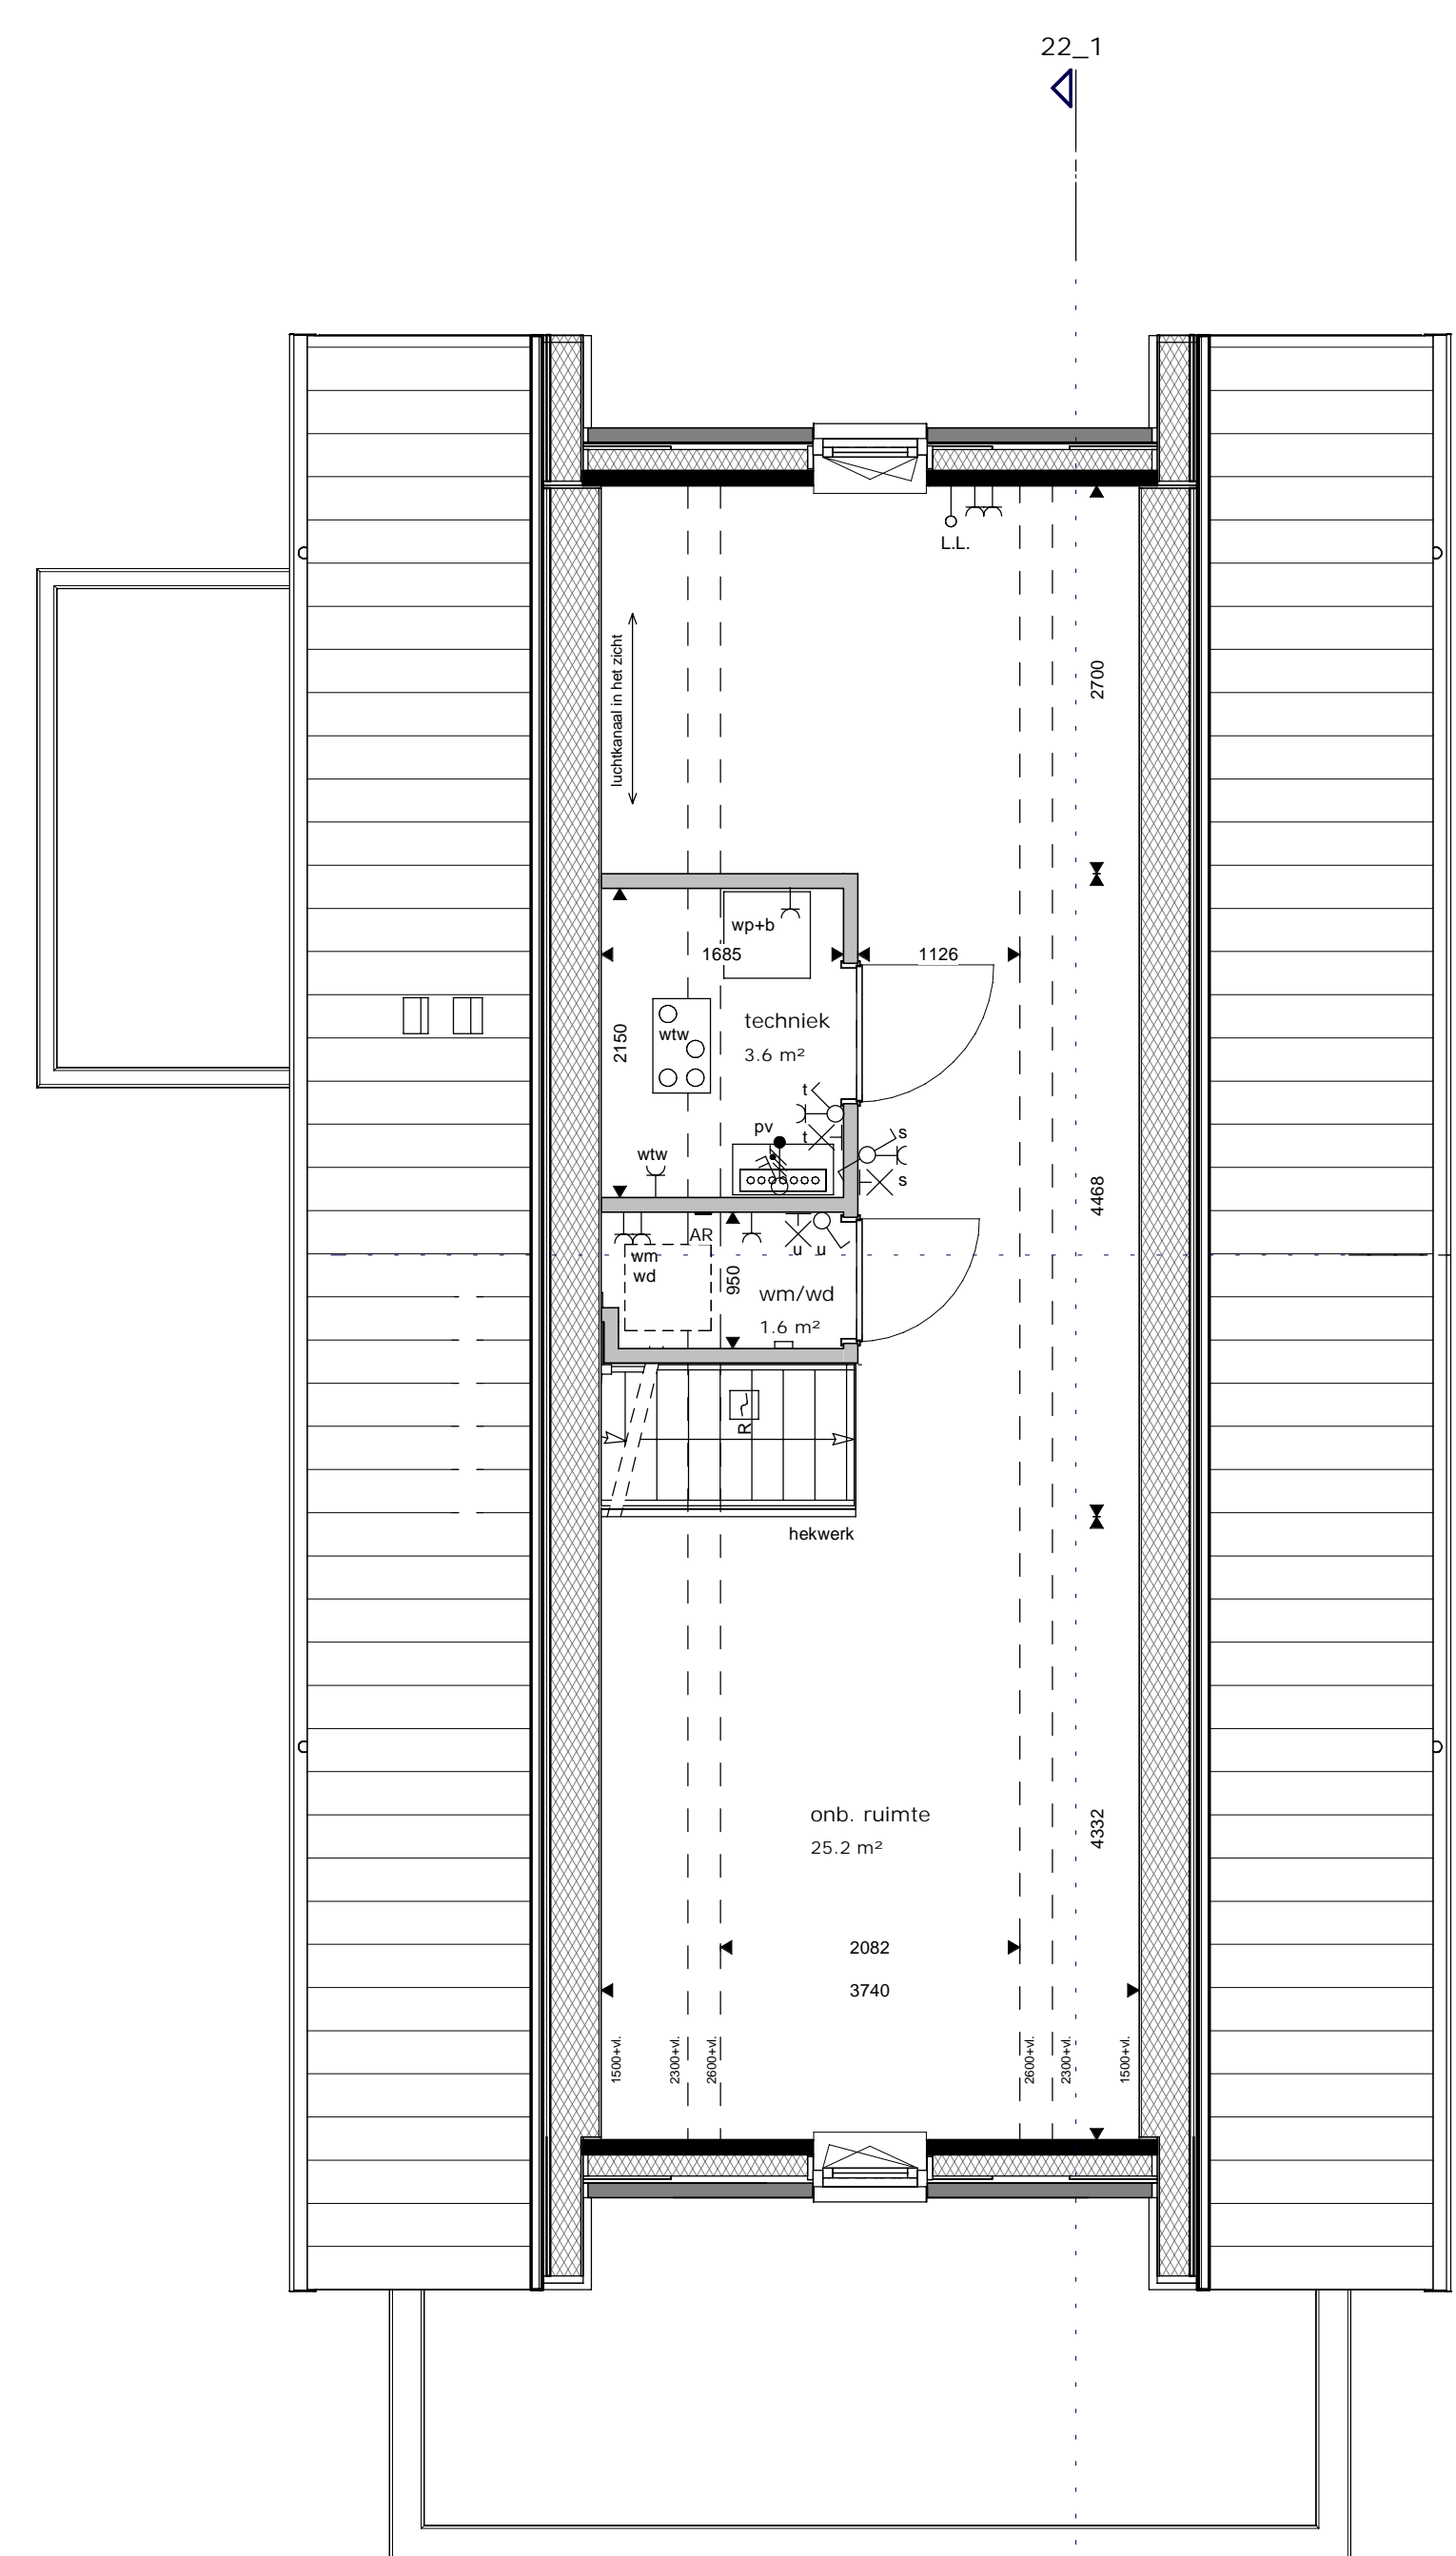 22_1
L.L.
luchtkanaal in het zicht
2700
wp+b
1685
1126
techniek
3.6 m²
wtw
2150
t
pv
t
s
wtw
s
4468
AR
wm
wd
u
u
950
wm/wd
1.6 m²
R
hekwerk
onb. ruimte
25.2 m²
4332
2082
3740
1500+vl.
2300+vl.
2600+vl.
2600+vl.
2300+vl.
1500+vl.